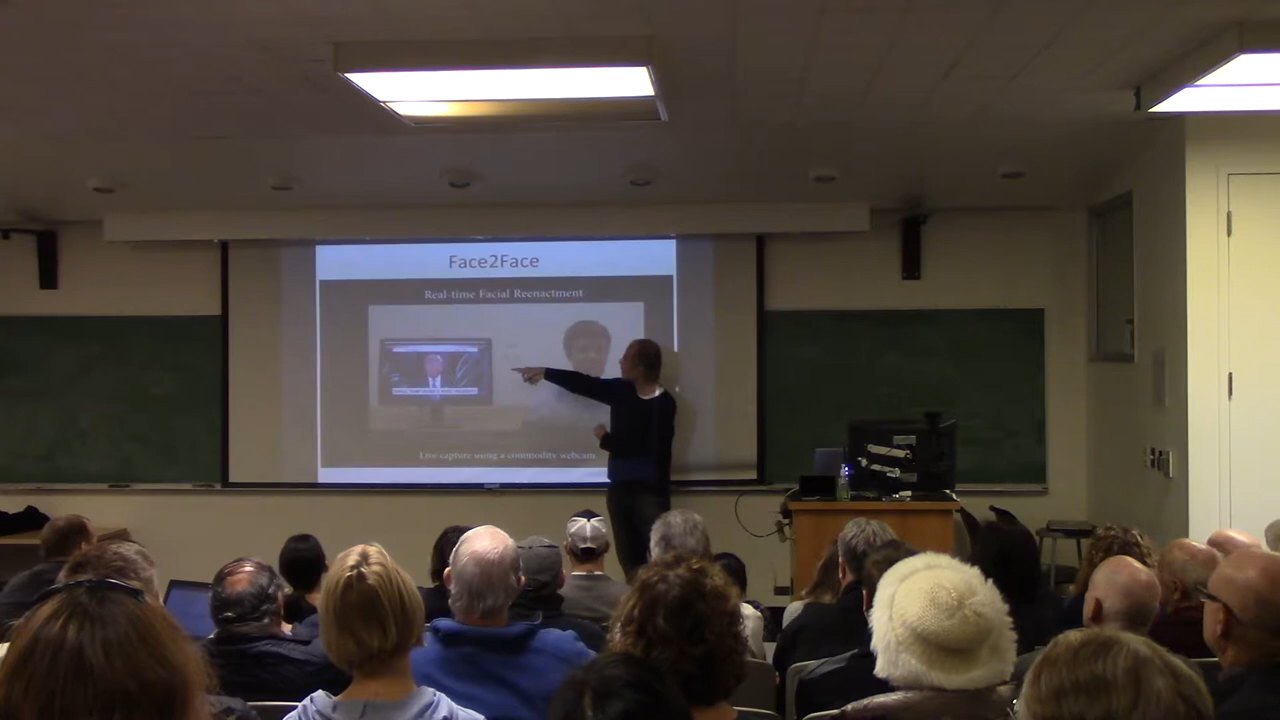 Face2Face
Real-time Facial Reenactment
Live capture using a commodity webcam